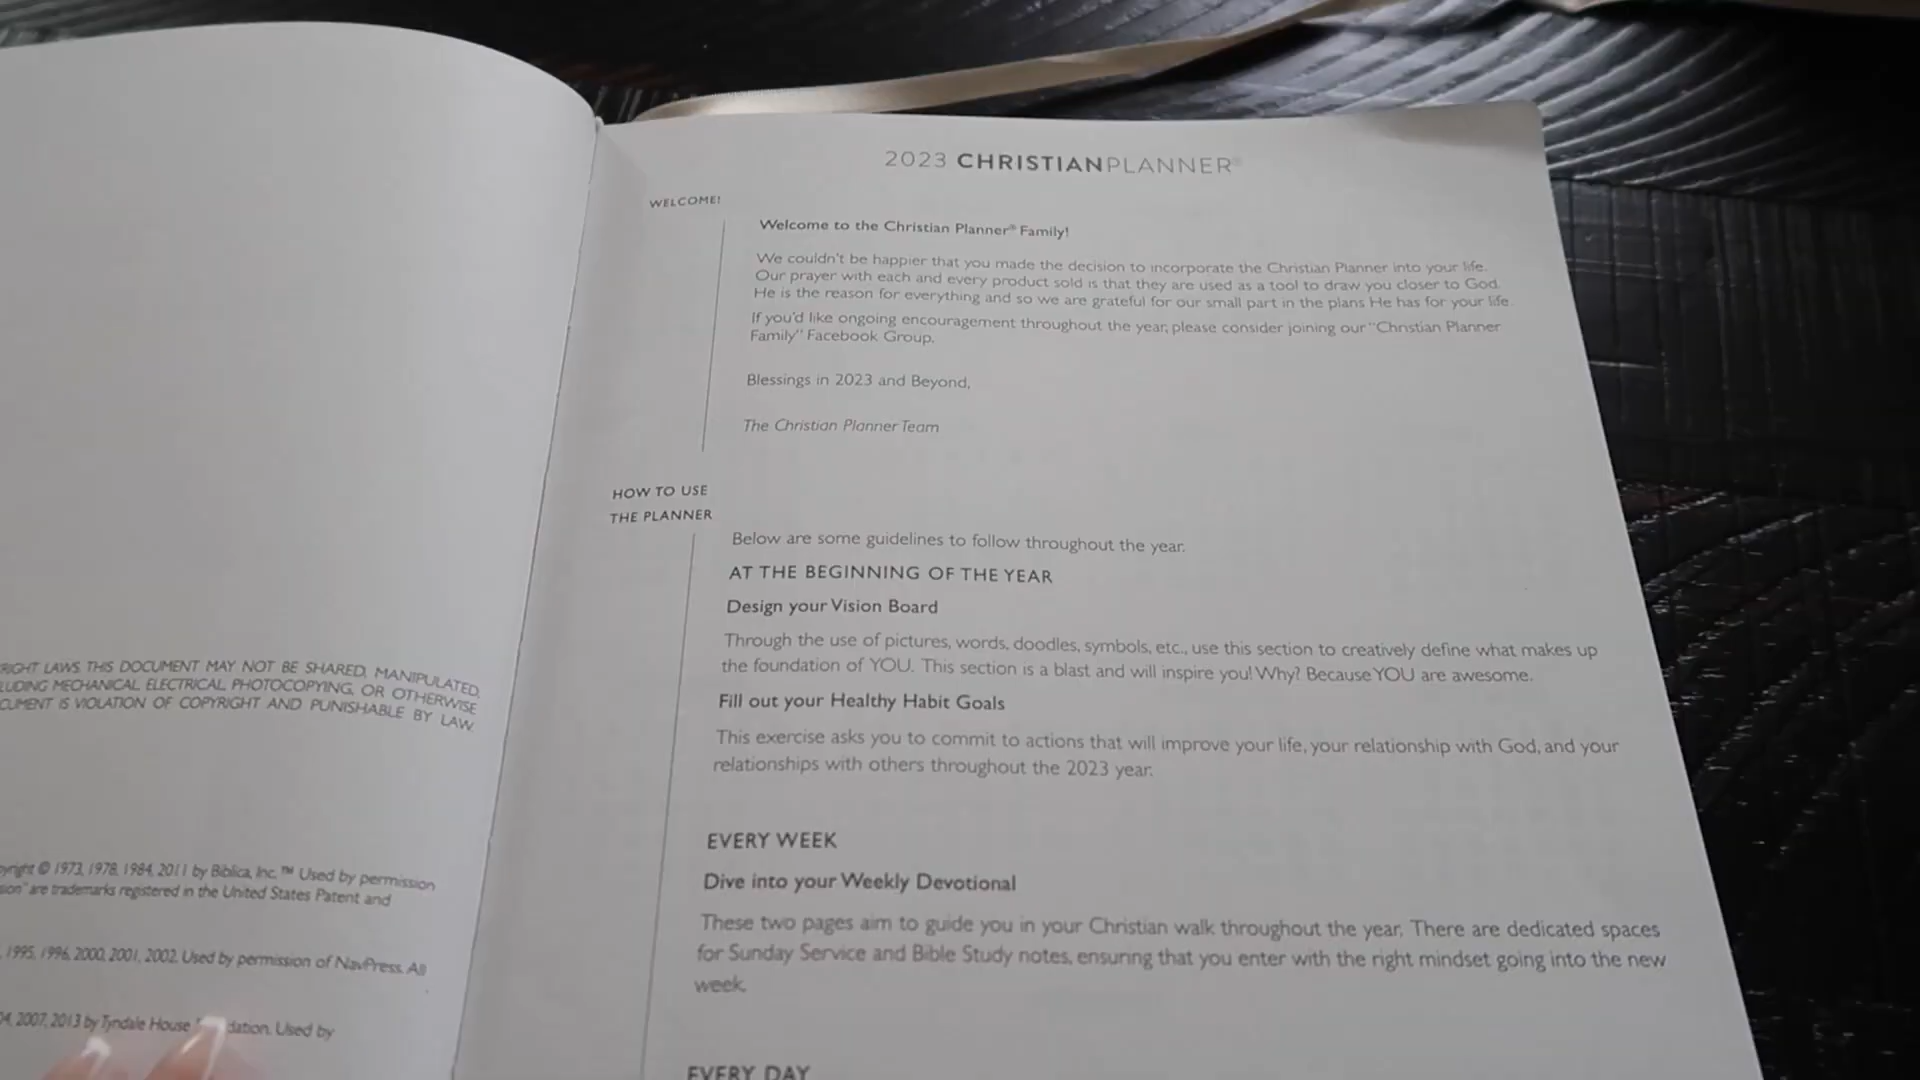 RIGHT LAWS. THIS DOCUMENT MAY NOT BE SHARED, MANIPULATED,
LUDING MECHANICAL, ELECTRICAL, PHOTOCOPYING, OR OTHERWISE
CUMENT IS VIOLATION OF COPYRIGHT AND PUNISHABLE BY LAW.
pyright © 1973, 1978, 1984, 2011 by Biblica, Inc.™ Used by permission
sion" are trademarks registered in the United States Patent and
, 1995, 1996, 2000, 2001, 2002. Used by permission of NavPress. All
04, 2007, 2013 by Tyndale House dation. Used by
2023 CHRISTIANPLANNER®
WELCOME!
Welcome to the Christian Planner® Family!
We couldn't be happier that you made the decision to incorporate the Christian Planner into your life.
Our prayer with each and every product sold is that they are used as a tool to draw you closer to God.
He is the reason for everything and so we are grateful for our small part in the plans He has for your life.
If you'd like ongoing encouragement throughout the year, please consider joining our "Christian Planner
Family" Facebook Group.
Blessings in 2023 and Beyond,
The Christian Planner Team
HOW TO USE
THE PLANNER
Below are some guidelines to follow throughout the year.
AT THE BEGINNING OF THE YEAR
Design your Vision Board
Through the use of pictures, words, doodles, symbols, etc., use this section to creatively define what makes up
the foundation of YOU. This section is a blast and will inspire you! Why? Because YOU are awesome.
Fill out your Healthy Habit Goals
This exercise asks you to commit to actions that will improve your life, your relationship with God, and your
relationships with others throughout the 2023 year.
EVERY WEEK
Dive into your Weekly Devotional
These two pages aim to guide you in your Christian walk throughout the year. There are dedicated spaces
for Sunday Service and Bible Study notes, ensuring that you enter with the right mindset going into the new
week.
EVERY DAY